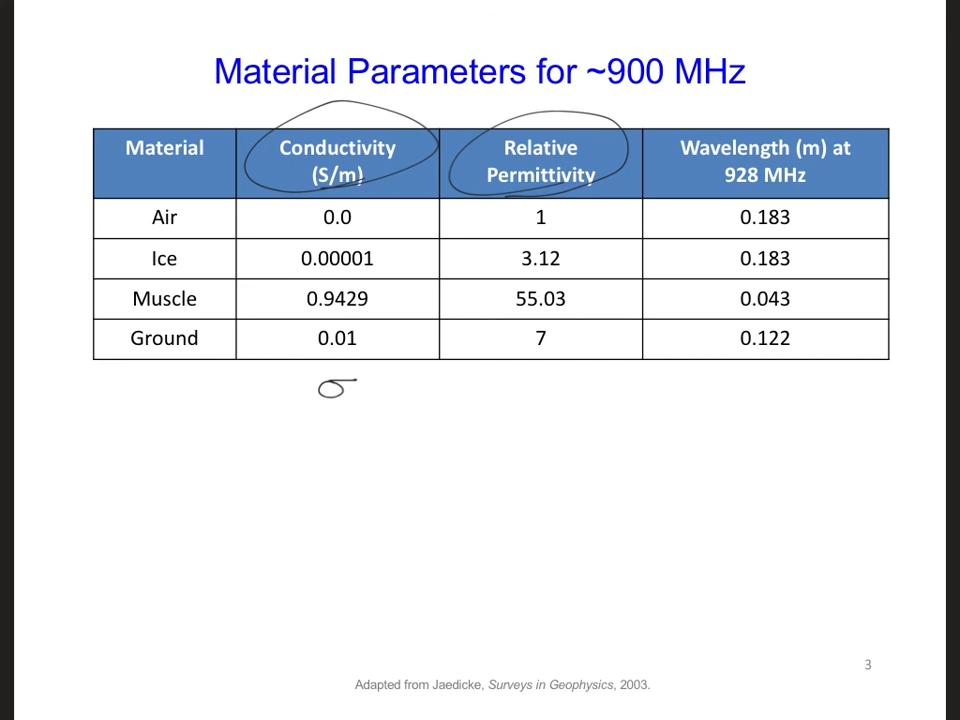 Material Parameters for ~900 MHz
Material Conductivity (S/m) Relative Permittivity Wavelength (m) at 928 MHz
Air 0.0 1 0.183
Ice 0.00001 3.12 0.183
Muscle 0.9429 55.03 0.043
Ground 0.01 7 0.122
σ
3
Adapted from Jaedicke, Surveys in Geophysics, 2003.